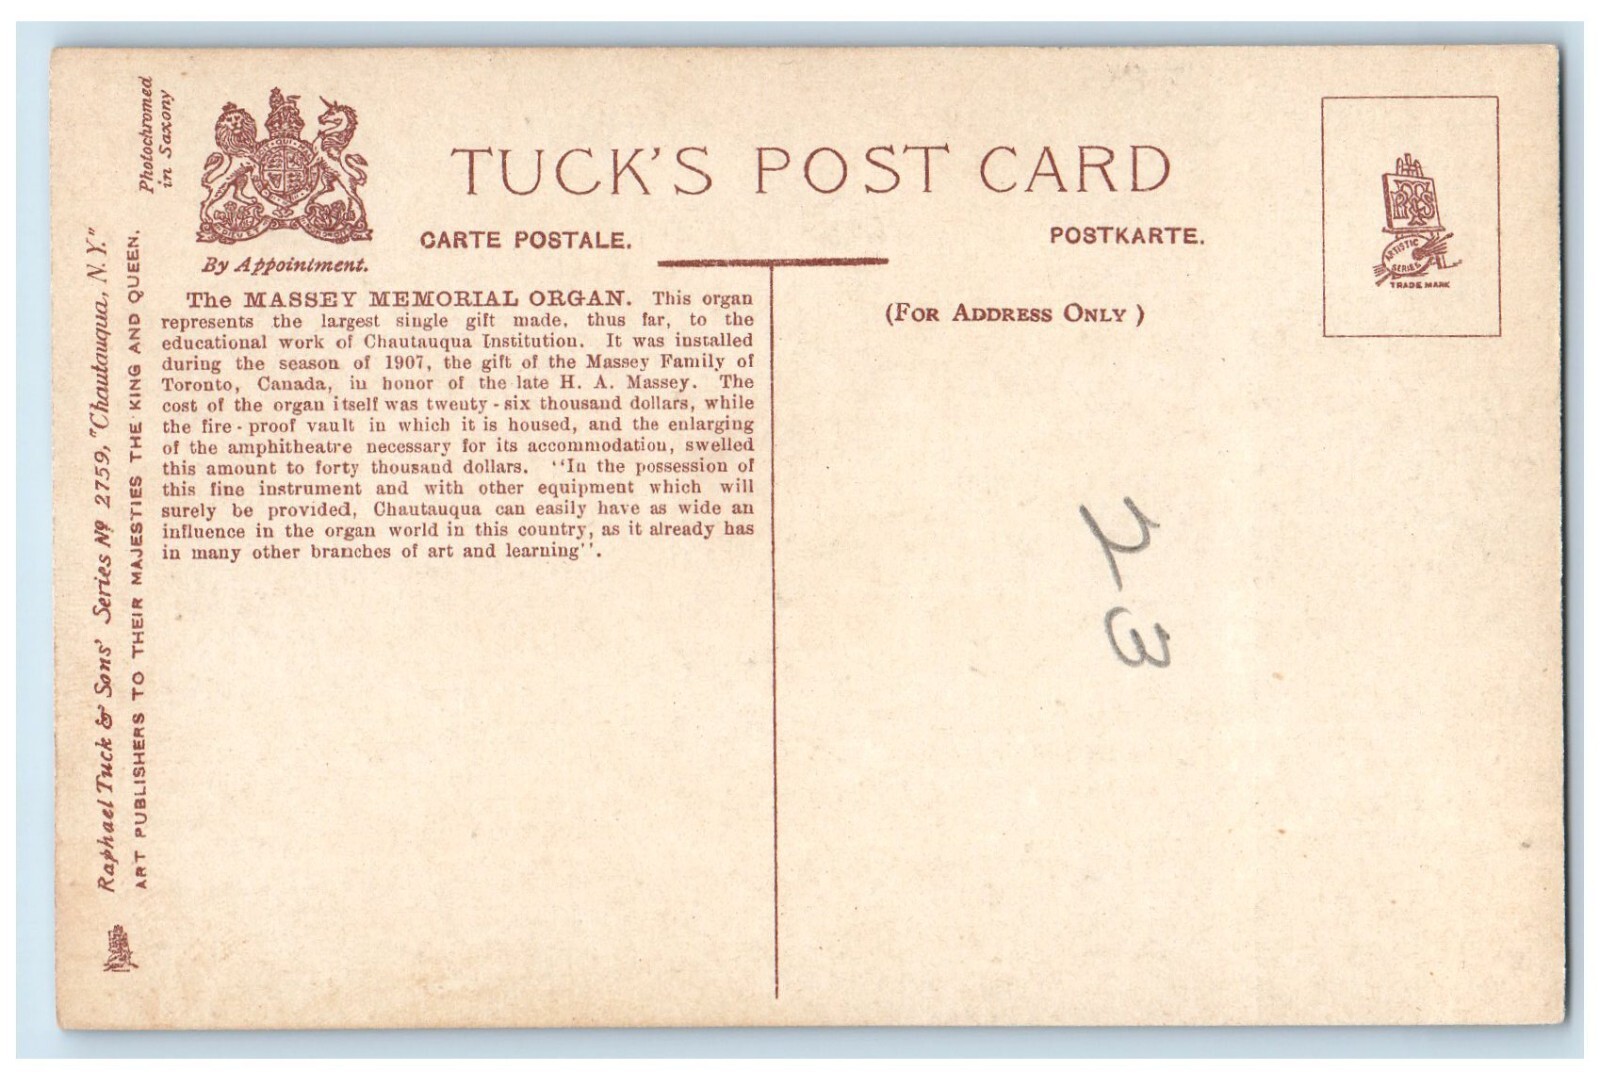 Photochromed
in Saxony
TUCK'S POST CARD
CARTE POSTALE.
POSTKARTE.
By Appointment.
(FOR ADDRESS ONLY )
ARTISTIC
SERIES
TRADE MARK
The MASSEY MEMORIAL ORGAN. This organ
represents the largest single gift made, thus far, to the
educational work of Chautauqua Institution. It was installed
during the season of 1907, the gift of the Massey Family of
Toronto, Canada, in honor of the late H. A. Massey. The
cost of the organ itself was twenty - six thousand dollars, while
the fire - proof vault in which it is housed, and the enlarging
of the amphitheatre necessary for its accommodation, swelled
this amount to forty thousand dollars. "In the possession of
this fine instrument and with other equipment which will
surely be provided, Chautauqua can easily have as wide an
influence in the organ world in this country, as it already has
in many other branches of art and learning".
Raphael Tuck & Sons' Series No 2759, "Chautauqua, N.Y."
ART PUBLISHERS TO THEIR MAJESTIES THE KING AND QUEEN.
23